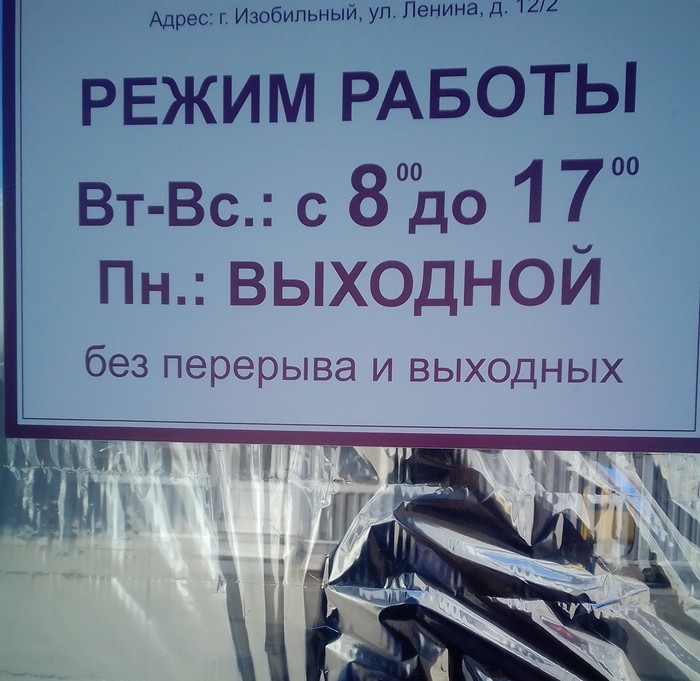 Адрес: г. Изобильный, ул. Ленина, д. 12/2
РЕЖИМ РАБОТЫ
Вт-Вс.: с 8⁰⁰ до 17⁰⁰
Пн.: ВЫХОДНОЙ
без перерыва и выходных